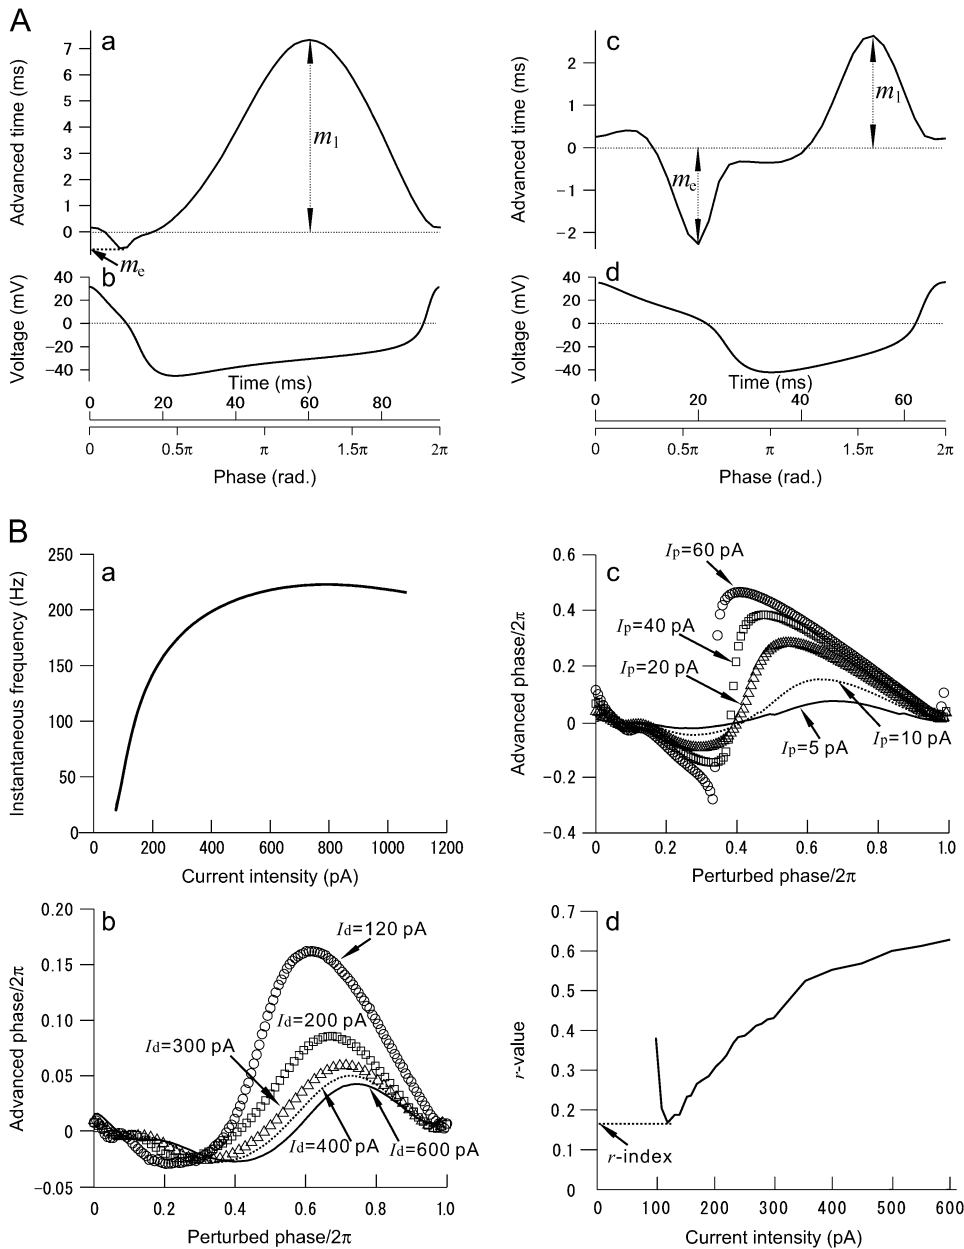 A
a
Advanced time (ms)
7
6
5
4
3
2
1
0
ml
me
b
Voltage (mV)
40
20
0
−20
−40
Time (ms)
0 20 40 60 80
0 0.5π π 1.5π 2π
Phase (rad.)
c
Advanced time (ms)
2
1
0
−1
−2
me
ml
d
Voltage (mV)
40
20
0
−20
−40
Time (ms)
0 20 40 60
0 0.5π π 1.5π 2π
Phase (rad.)
B
a
Instantaneous frequency (Hz)
250
200
150
100
50
0
0 200 400 600 800 1000 1200
Current intensity (pA)
c
Advanced phase/2π
0.6
0.4
0.2
0
−0.2
−0.4
Ip=60 pA
Ip=40 pA
Ip=20 pA
Ip=5 pA
Ip=10 pA
0 0.2 0.4 0.6 0.8 1.0
Perturbed phase/2π
b
Advanced phase/2π
0.20
0.15
0.10
0.05
0
−0.05
Id=120 pA
Id=200 pA
Id=300 pA
Id=400 pA
Id=600 pA
0 0.2 0.4 0.6 0.8 1.0
Perturbed phase/2π
d
r-value
0.7
0.6
0.5
0.4
0.3
0.2
0.1
0
r-index
0 100 200 300 400 500 600
Current intensity (pA)